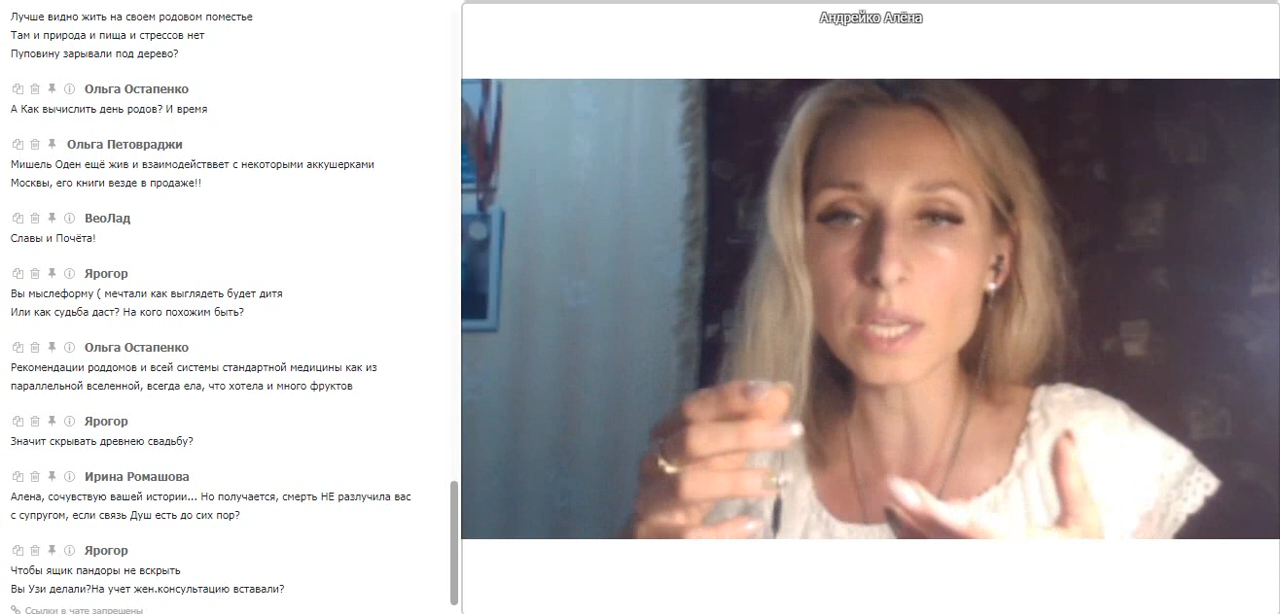 Лучше видно жить на своем родовом поместье
Там и природа и пища и стрессов нет
Пуповину зарывали под дерево?
Ольга Остапенко
А Как вычислить день родов? И время
Ольга Петовраджи
Мишель Оден ещё жив и взаимодействвет с некоторыми аккушерками
Москвы, его книги везде в продаже!!
ВеоЛад
Славы и Почёта!
Ярогор
Вы мыслеформу ( мечтали как выглядеть будет дитя
Или как судьба даст? На кого похожим быть?
Ольга Остапенко
Рекомендации роддомов и всей системы стандартной медицины как из
параллельной вселенной, всегда ела, что хотела и много фруктов
Ярогор
Значит скрывать древнею свадьбу?
Ирина Ромашова
Алена, сочувствую вашей истории... Но получается, смерть НЕ разлучила вас
с супругом, если связь Душ есть до сих пор?
Ярогор
Чтобы ящик пандоры не вскрыть
Вы Узи делали?На учет жен.консультацию вставали?
Ссылки в чате запрещены
Андрейко Алёна